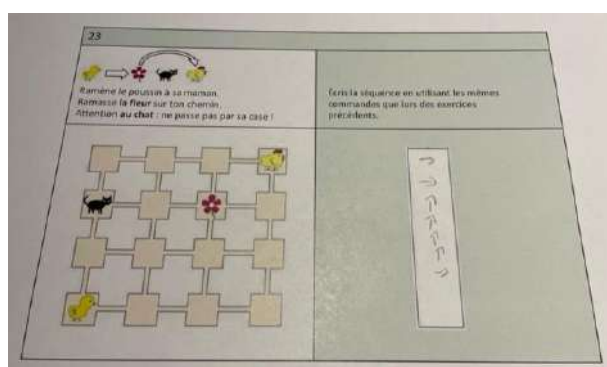 23
Ramène le poussin à sa maman.
Ramasse la fleur sur ton chemin.
Attention au chat : ne passe pas par sa case !
Écris la séquence en utilisant les mêmes
commandes que lors des exercices
précédents.